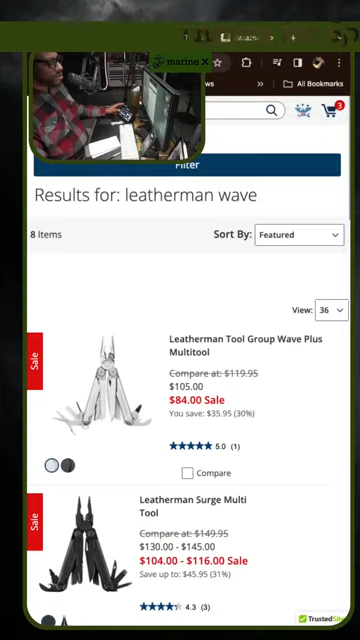 marine X
All Bookmarks
3
Filter
Results for: leatherman wave
8 Items
Sort By:
Featured
View:
36
Sale
Leatherman Tool Group Wave Plus
Multitool
Compare at: $119.95
$105.00
$84.00 Sale
You save: $35.95 (30%)
5.0 (1)
Compare
Sale
Leatherman Surge Multi
Tool
Compare at: $149.95
$130.00 - $145.00
$104.00 - $116.00 Sale
Save up to: $45.95 (31%)
4.3 (3)
TrustedSite